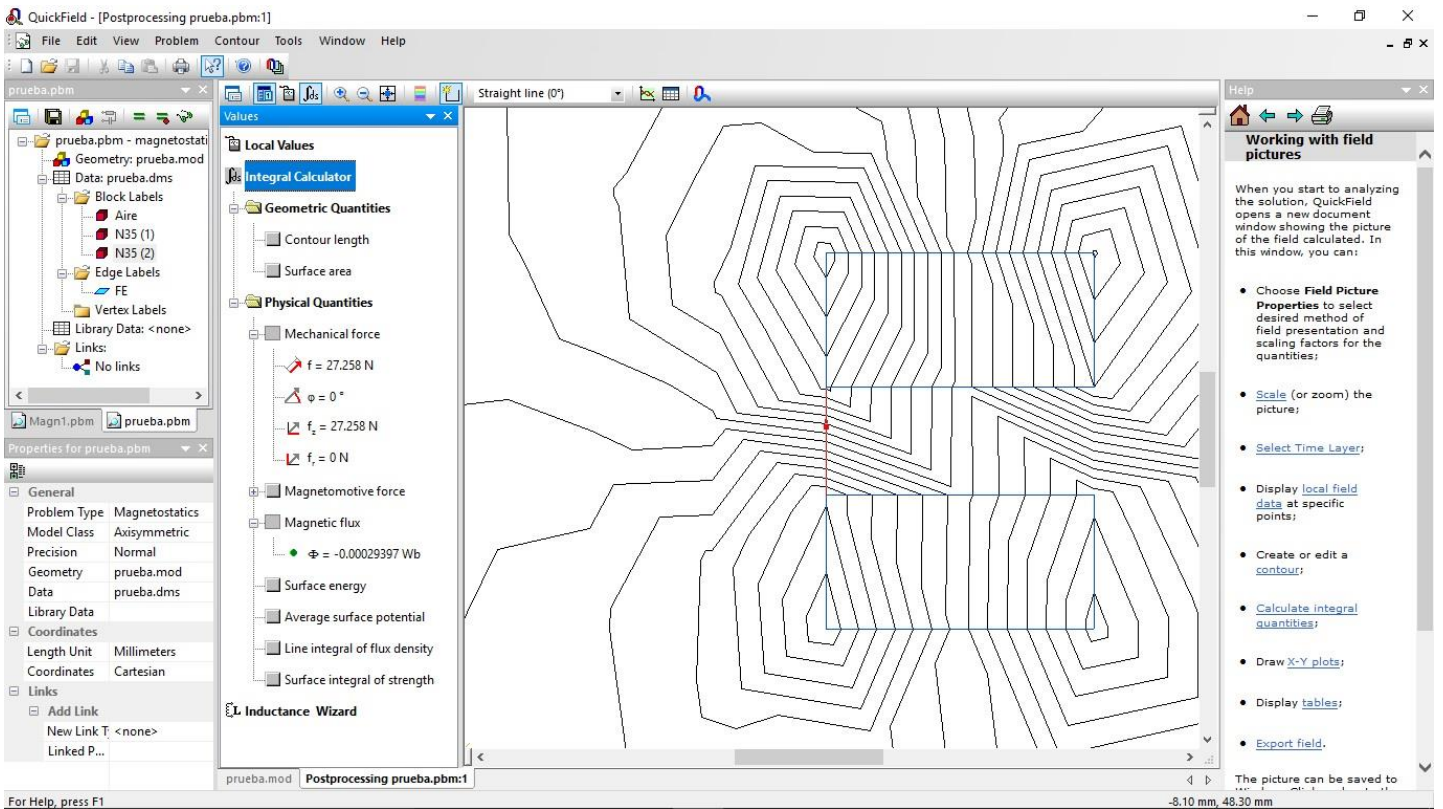 QuickField - [Postprocessing prueba.pbm:1]
File Edit View Problem Contour Tools Window Help
prueba.pbm
prueba.pbm - magnetostati
Geometry: prueba.mod
Data: prueba.dms
Block Labels
Aire
N35 (1)
N35 (2)
Edge Labels
FE
Vertex Labels
Library Data: <none>
Links:
No links
Magn1.pbm prueba.pbm
Properties for prueba.pbm
General
Problem Type Magnetostatics
Model Class Axisymmetric
Precision Normal
Geometry prueba.mod
Data prueba.dms
Library Data
Coordinates
Length Unit Millimeters
Coordinates Cartesian
Links
Add Link
New Link T <none>
Linked P...
Straight line (0°)
Values
Local Values
Integral Calculator
Geometric Quantities
Contour length
Surface area
Physical Quantities
Mechanical force
f = 27.258 N
φ = 0 °
fz = 27.258 N
fr = 0 N
Magnetomotive force
Magnetic flux
Φ = -0.00029397 Wb
Surface energy
Average surface potential
Line integral of flux density
Surface integral of strength
Inductance Wizard
prueba.mod Postprocessing prueba.pbm:1
Help
Working with field
pictures
When you start to analyzing
the solution, QuickField
opens a new document
window showing the picture
of the field calculated. In
this window, you can:
Choose Field Picture
Properties to select
desired method of
field presentation and
scaling factors for the
quantities;
Scale (or zoom) the
picture;
Select Time Layer;
Display local field
data at specific
points;
Create or edit a
contour;
Calculate integral
quantities;
Draw X-Y plots;
Display tables;
Export field.
The picture can be saved to
For Help, press F1
-8.10 mm, 48.30 mm